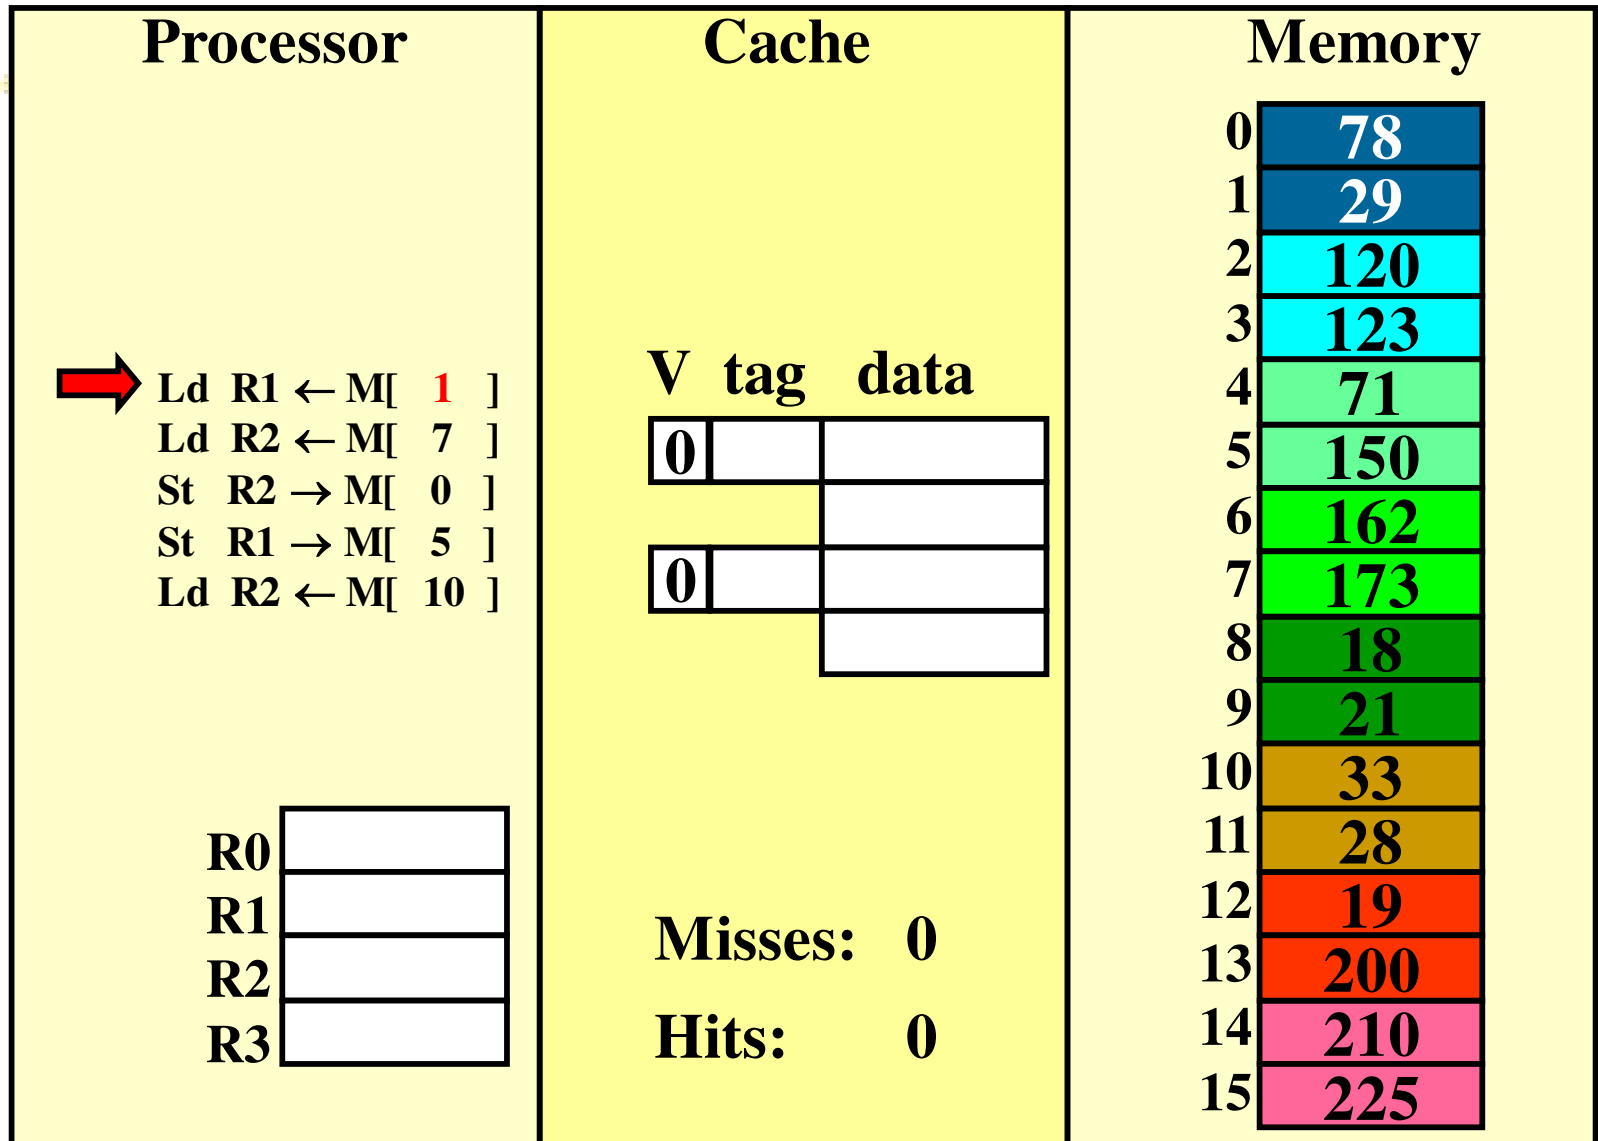 Processor
Ld R1 ← M[ 1 ]
Ld R2 ← M[ 7 ]
St R2 → M[ 0 ]
St R1 → M[ 5 ]
Ld R2 ← M[ 10 ]
R0
R1
R2
R3
Cache
V tag data
0
0
Misses: 0
Hits: 0
Memory
0 78
1 29
2 120
3 123
4 71
5 150
6 162
7 173
8 18
9 21
10 33
11 28
12 19
13 200
14 210
15 225